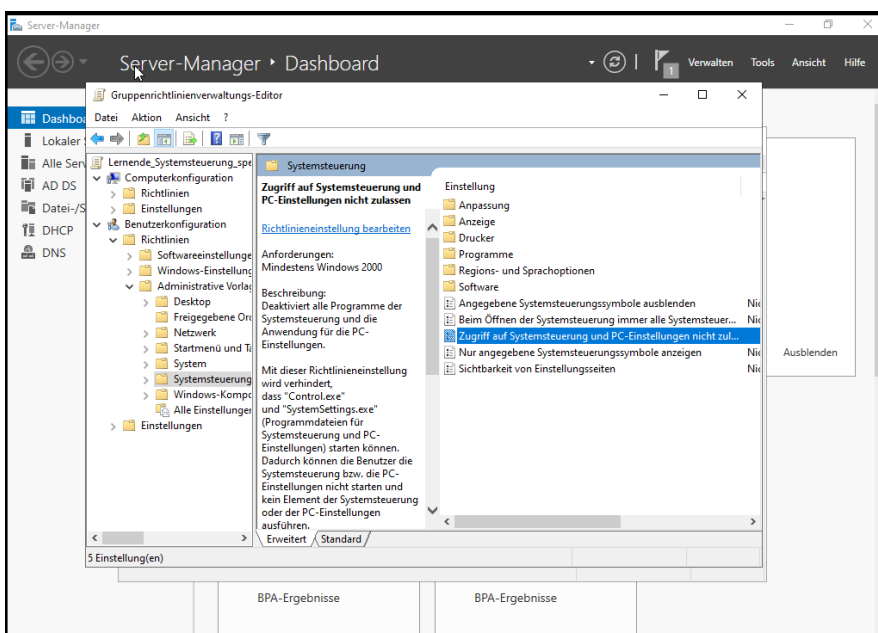 Server-Manager
Server-Manager • Dashboard
1
Verwalten Tools Ansicht Hilfe
Dashboa
Lokaler S
Alle Serv
AD DS
Datei-/S
DHCP
DNS
Gruppenrichtlinienverwaltungs-Editor
Datei Aktion Ansicht ?
Lernende_Systemsteuerung_spe
Computerkonfiguration
Richtlinien
Einstellungen
Benutzerkonfiguration
Richtlinien
Softwareeinstellunge
Windows-Einstellung
Administrative Vorlag
Desktop
Freigegebene Ord
Netzwerk
Startmenü und Ta
System
Systemsteuerung
Windows-Kompo
Alle Einstellungen
Einstellungen
Systemsteuerung
Zugriff auf Systemsteuerung und
PC-Einstellungen nicht zulassen
Richtlinieneinstellung bearbeiten
Anforderungen:
Mindestens Windows 2000
Beschreibung:
Deaktiviert alle Programme der
Systemsteuerung und die
Anwendung für die PC-
Einstellungen.
Mit dieser Richtlinieneinstellung
wird verhindert,
dass "Control.exe"
und "SystemSettings.exe"
(Programmdateien für
Systemsteuerung und PC-
Einstellungen) starten können.
Dadurch können die Benutzer die
Systemsteuerung bzw. die PC-
Einstellungen nicht starten und
kein Element der Systemsteuerung
oder der PC-Einstellungen
ausführen.
Einstellung
Anpassung
Anzeige
Drucker
Programme
Regions- und Sprachoptionen
Software
Angegebene Systemsteuerungssymbole ausblenden Nic
Beim Öffnen der Systemsteuerung immer alle Systemsteuer... Nic
Zugriff auf Systemsteuerung und PC-Einstellungen nicht zul...
Nur angegebene Systemsteuerungssymbole anzeigen Nic
Sichtbarkeit von Einstellungsseiten Nic
Erweitert Standard
5 Einstellung(en)
Ausblenden
BPA-Ergebnisse
BPA-Ergebnisse